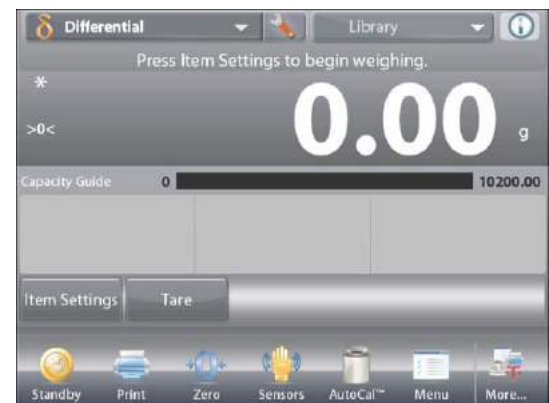 δ Differential Library
Press Item Settings to begin weighing.
*
>0< 0.00 g
Capacity Guide 0 10200.00
Item Settings Tare
Standby Print Zero Sensors AutoCal™ Menu More...